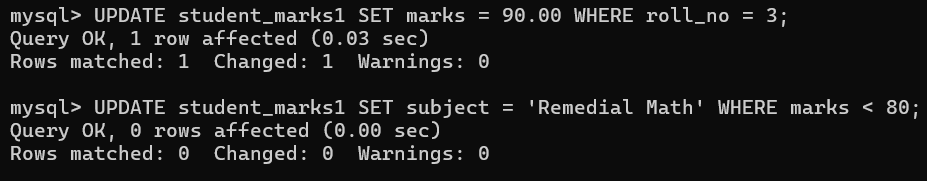 mysql> UPDATE student_marks1 SET marks = 90.00 WHERE roll_no = 3;
Query OK, 1 row affected (0.03 sec)
Rows matched: 1  Changed: 1  Warnings: 0

mysql> UPDATE student_marks1 SET subject = 'Remedial Math' WHERE marks < 80;
Query OK, 0 rows affected (0.00 sec)
Rows matched: 0  Changed: 0  Warnings: 0